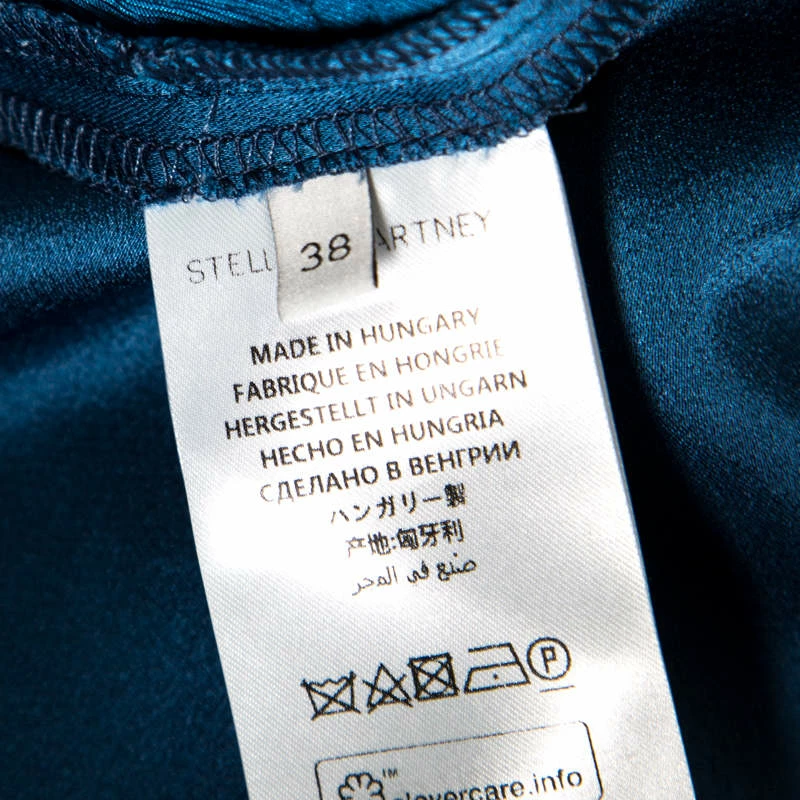 38
STELL ARTNEY
MADE IN HUNGARY
FABRIQUE EN HONGRIE
HERGESTELLT IN UNGARN
HECHO EN HUNGRIA
СДЕЛАНО В ВЕНГРИИ
ハンガリー製
产地:匈牙利
صنع في المجر
P
TM
clevercare.info